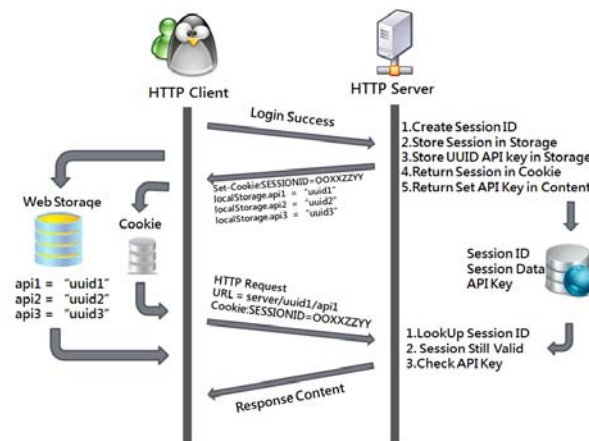 HTTP Client
HTTP Server
Login Success
1.Create Session ID
2.Store Session in Storage
3.Store UUID API key in Storage
4.Return Session in Cookie
5.Return Set API Key in Content
Set-Cookie:SESSIONID=OOXXZZYY
localStorage.api1 = "uuid1"
localStorage.api2 = "uuid2"
localStorage.api3 = "uuid3"
Web Storage
Cookie
api1 = "uuid1"
api2 = "uuid2"
api3 = "uuid3"
Session ID
Session Data
API Key
HTTP Request
URL = server/uuid1/api1
Cookie:SESSIONID=OOXXZZYY
1.LookUp Session ID
2. Session Still Valid
3.Check API Key
Response Content